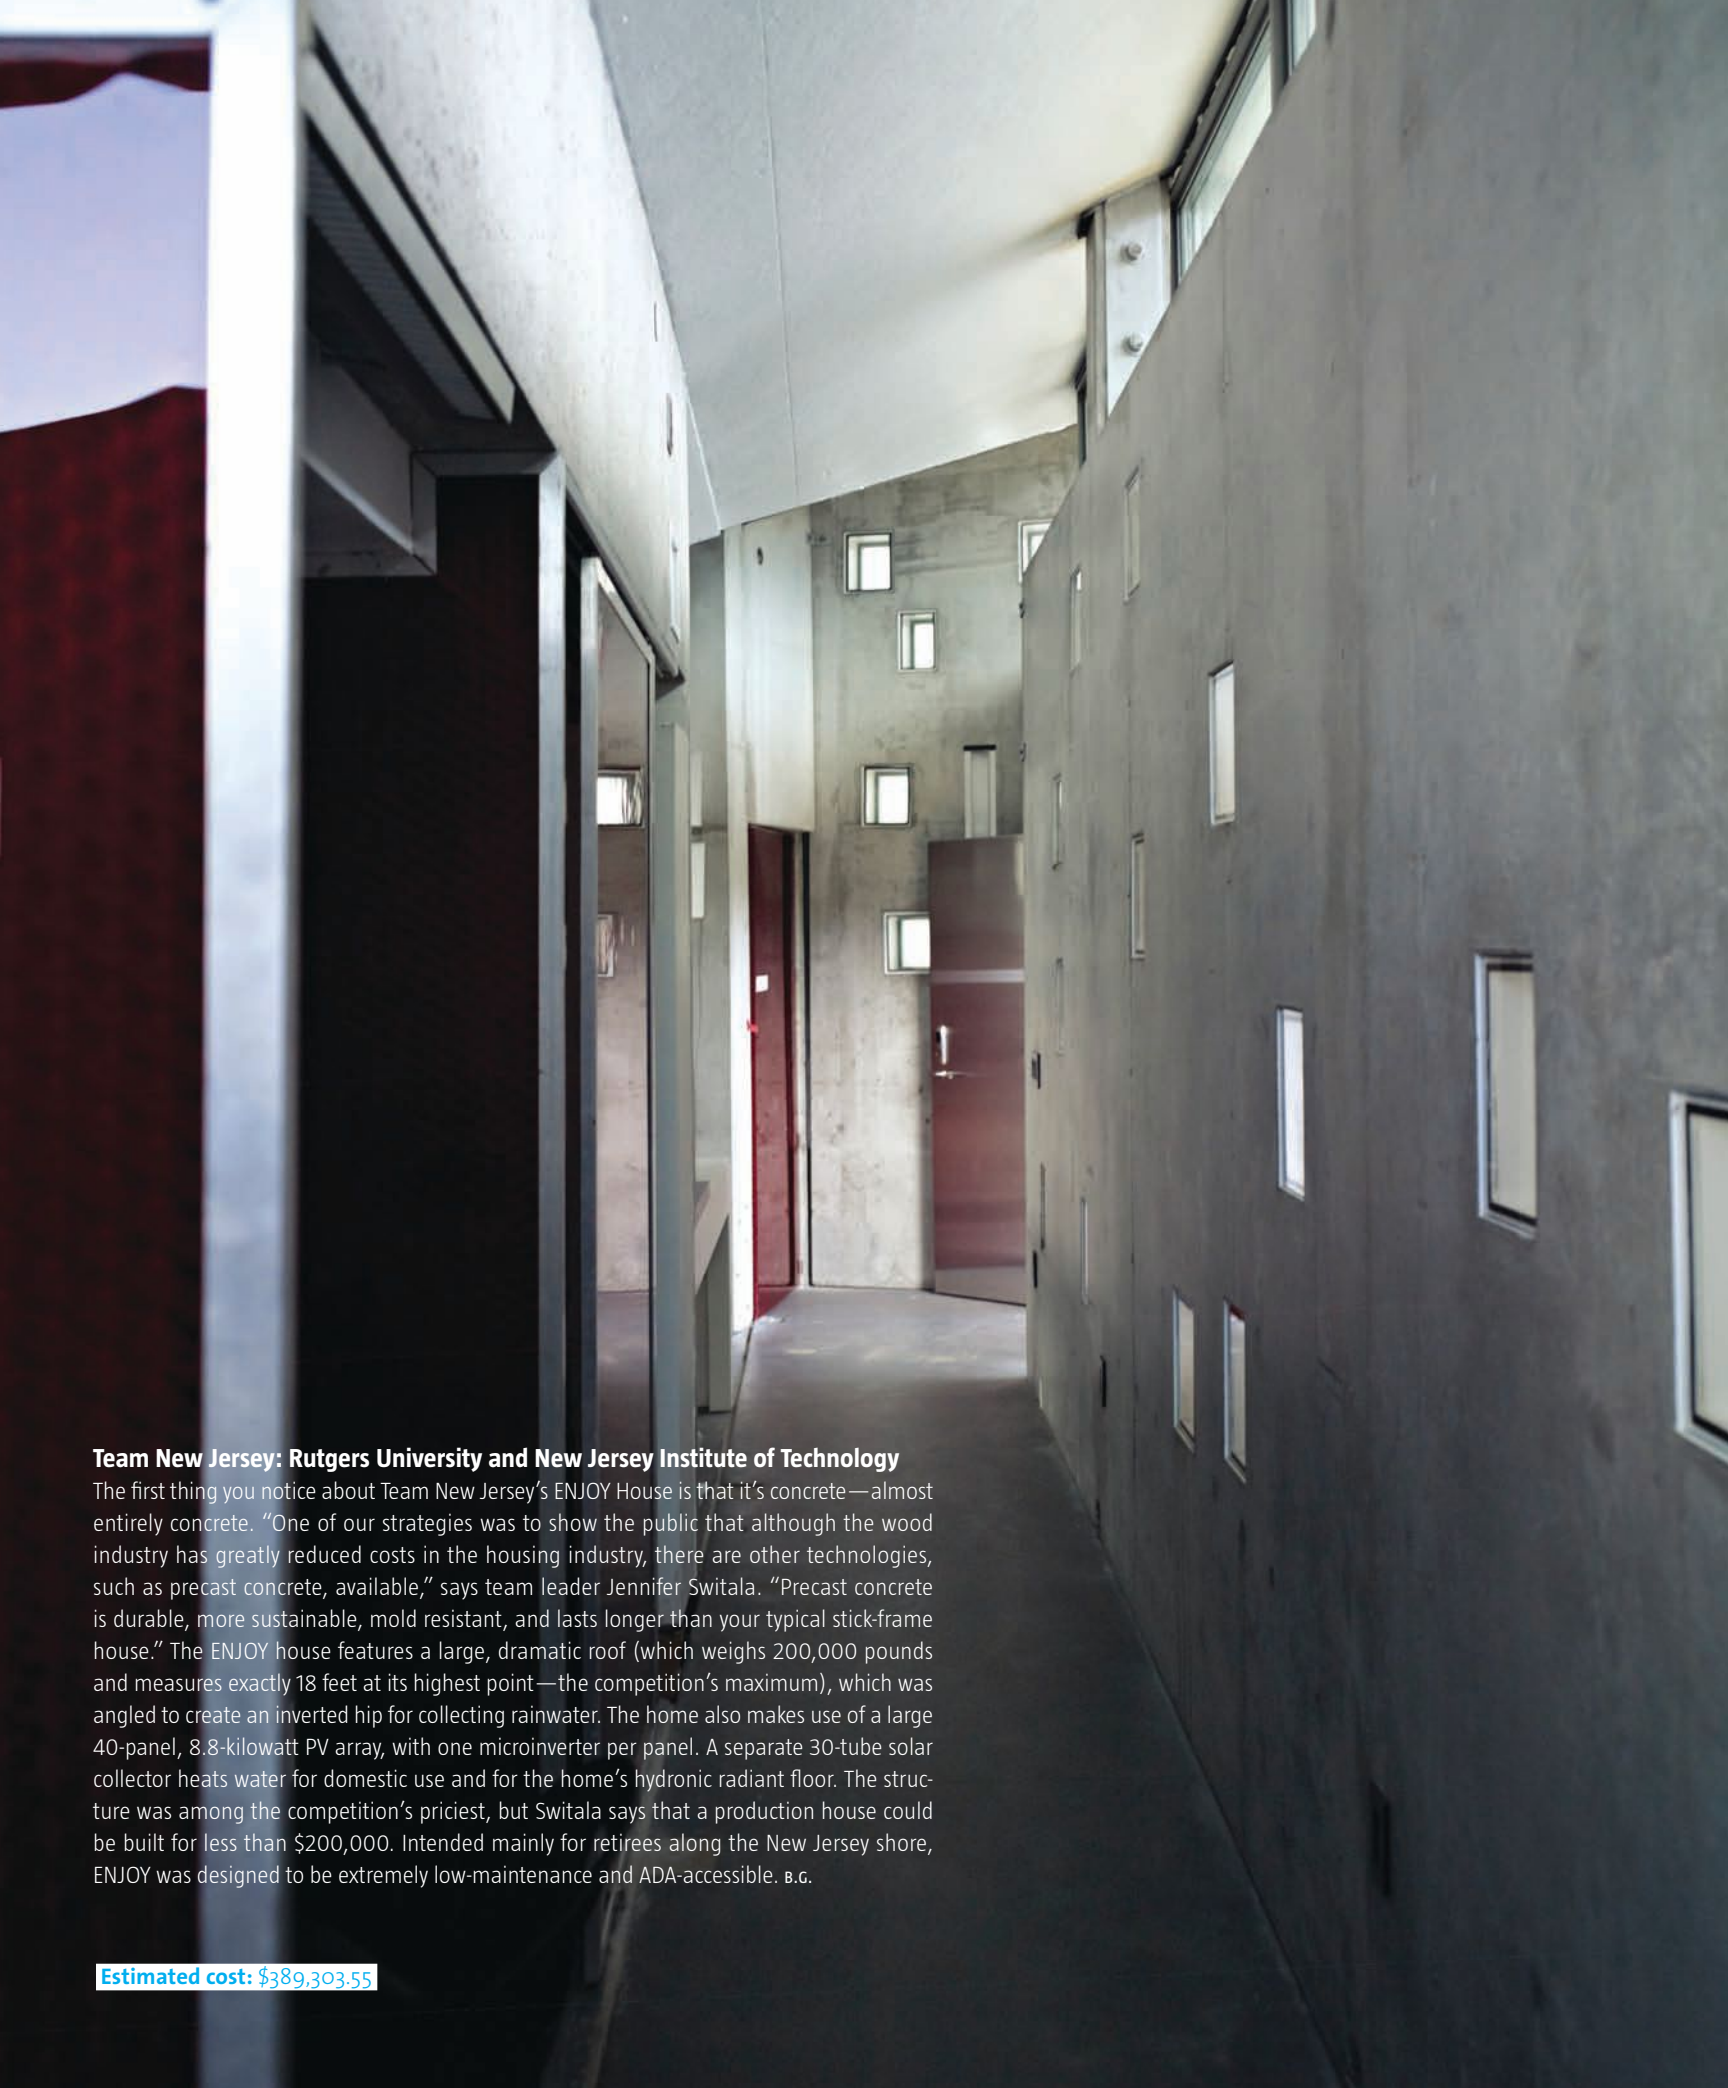 Team New Jersey: Rutgers University and New Jersey Institute of Technology
The first thing you notice about Team New Jersey’s ENJOY House is that it’s concrete—almost
entirely concrete. “One of our strategies was to show the public that although the wood
industry has greatly reduced costs in the housing industry, there are other technologies,
such as precast concrete, available,” says team leader Jennifer Switala. “Precast concrete
is durable, more sustainable, mold resistant, and lasts longer than your typical stick-frame
house.” The ENJOY house features a large, dramatic roof (which weighs 200,000 pounds
and measures exactly 18 feet at its highest point—the competition’s maximum), which was
angled to create an inverted hip for collecting rainwater. The home also makes use of a large
40-panel, 8.8-kilowatt PV array, with one microinverter per panel. A separate 30-tube solar
collector heats water for domestic use and for the home’s hydronic radiant floor. The struc-
ture was among the competition’s priciest, but Switala says that a production house could
be built for less than $200,000. Intended mainly for retirees along the New Jersey shore,
ENJOY was designed to be extremely low-maintenance and ADA-accessible. B.G.
Estimated cost: $389,303.55